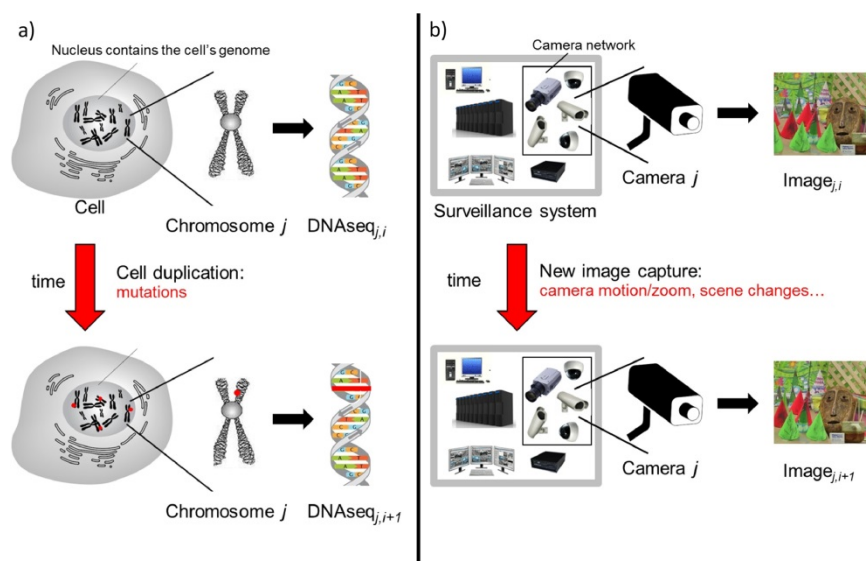 a)
Nucleus contains the cell's genome
Cell
Chromosome j
DNAseqj,i
time
Cell duplication:
mutations
Chromosome j
DNAseqj,i+1
b)
Camera network
Surveillance system
Camera j
Imagej,i
time
New image capture:
camera motion/zoom, scene changes…
Camera j
Imagej,i+1